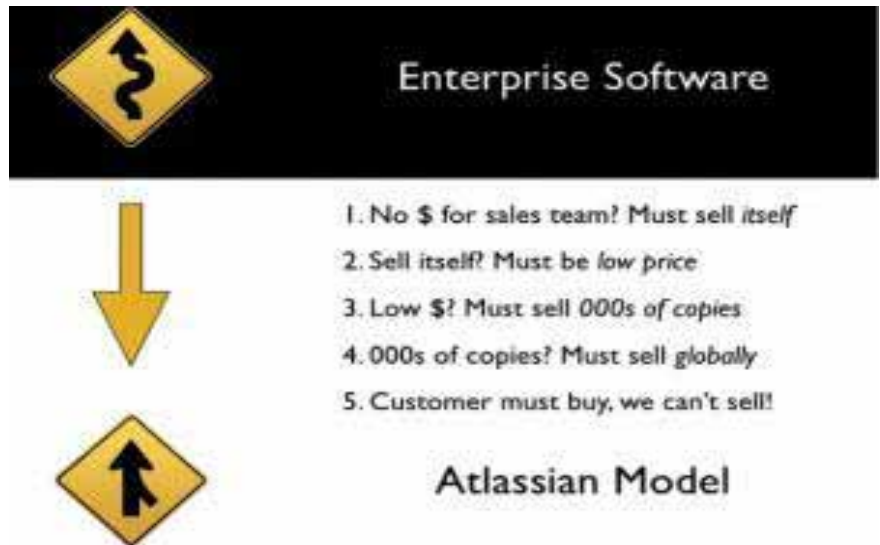 Enterprise Software
1. No $ for sales team? Must sell itself
2. Sell itself? Must be low price
3. Low $? Must sell 000s of copies
4. 000s of copies? Must sell globally
5. Customer must buy, we can't sell!
Atlassian Model